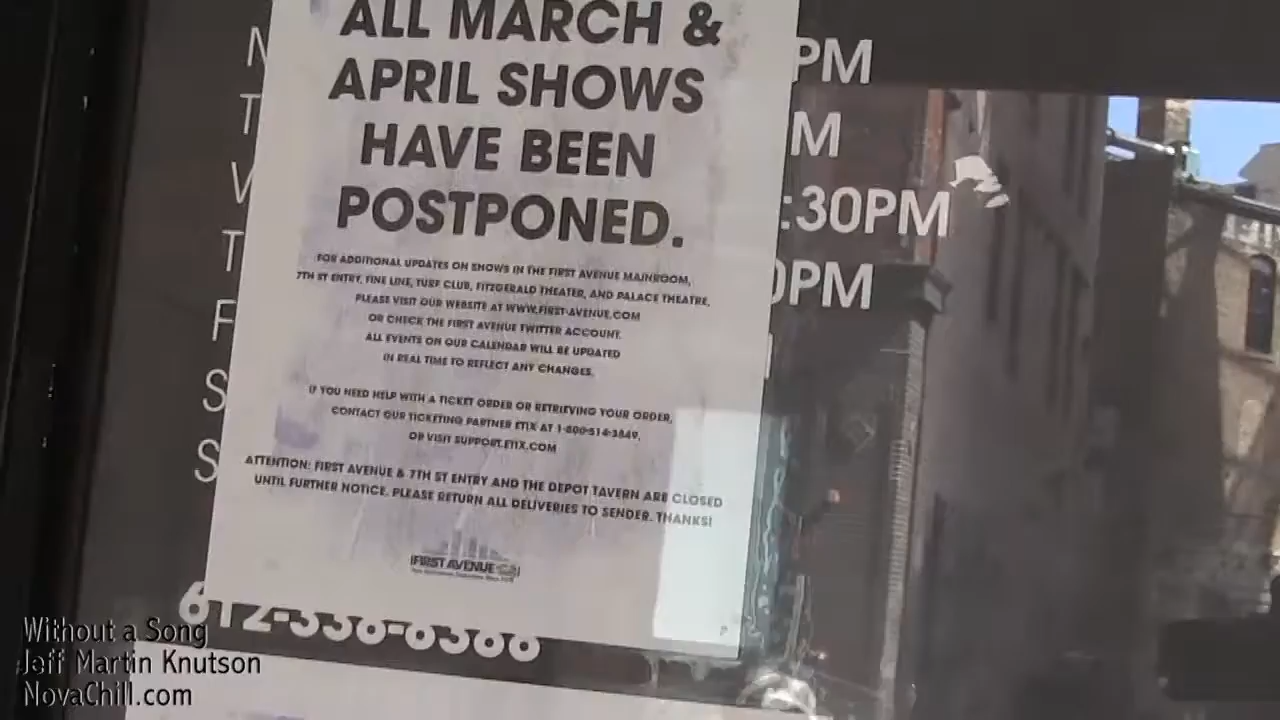 ALL MARCH &
APRIL SHOWS
HAVE BEEN
POSTPONED.
FOR ADDITIONAL UPDATES ON SHOWS IN THE FIRST AVENUE MAINROOM,
7TH ST ENTRY, FINE LINE, TURF CLUB, FITZGERALD THEATER, AND PALACE THEATRE,
PLEASE VISIT OUR WEBSITE AT WWW.FIRST-AVENUE.COM
OR CHECK THE FIRST AVENUE TWITTER ACCOUNT.
ALL EVENTS ON OUR CALENDAR WILL BE UPDATED
IN REAL TIME TO REFLECT ANY CHANGES.
IF YOU NEED HELP WITH A TICKET ORDER OR RETRIEVING YOUR ORDER,
CONTACT OUR TICKETING PARTNER ETIX AT 1-800-514-3849,
OR VISIT SUPPORT.ETIX.COM
ATTENTION: FIRST AVENUE & 7TH ST ENTRY AND THE DEPOT TAVERN ARE CLOSED
UNTIL FURTHER NOTICE. PLEASE RETURN ALL DELIVERIES TO SENDER. THANKS!
FIRST AVENUE
PM
M
:30PM
0PM
612-338-8388
Without a Song
Jeff Martin Knutson
NovaChill.com